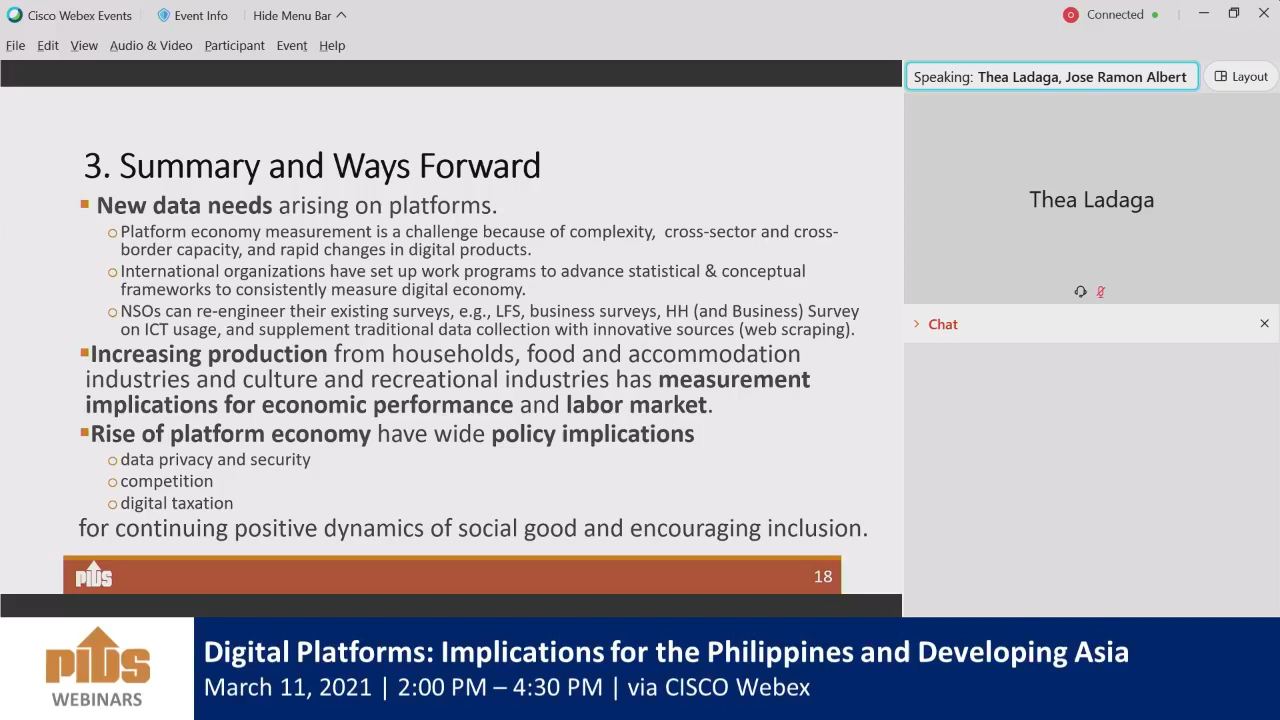 Cisco Webex Events
Event Info
Hide Menu Bar
Connected
File Edit View Audio & Video Participant Event Help
Speaking: Thea Ladaga, Jose Ramon Albert
Layout
3. Summary and Ways Forward
New data needs arising on platforms.
Platform economy measurement is a challenge because of complexity, cross-sector and cross-
border capacity, and rapid changes in digital products.
International organizations have set up work programs to advance statistical & conceptual
frameworks to consistently measure digital economy.
NSOs can re-engineer their existing surveys, e.g., LFS, business surveys, HH (and Business) Survey
on ICT usage, and supplement traditional data collection with innovative sources (web scraping).
Increasing production from households, food and accommodation
industries and culture and recreational industries has measurement
implications for economic performance and labor market.
Rise of platform economy have wide policy implications
data privacy and security
competition
digital taxation
for continuing positive dynamics of social good and encouraging inclusion.
PIDS
18
Thea Ladaga
Chat
PIDS
WEBINARS
Digital Platforms: Implications for the Philippines and Developing Asia
March 11, 2021 | 2:00 PM – 4:30 PM | via CISCO Webex